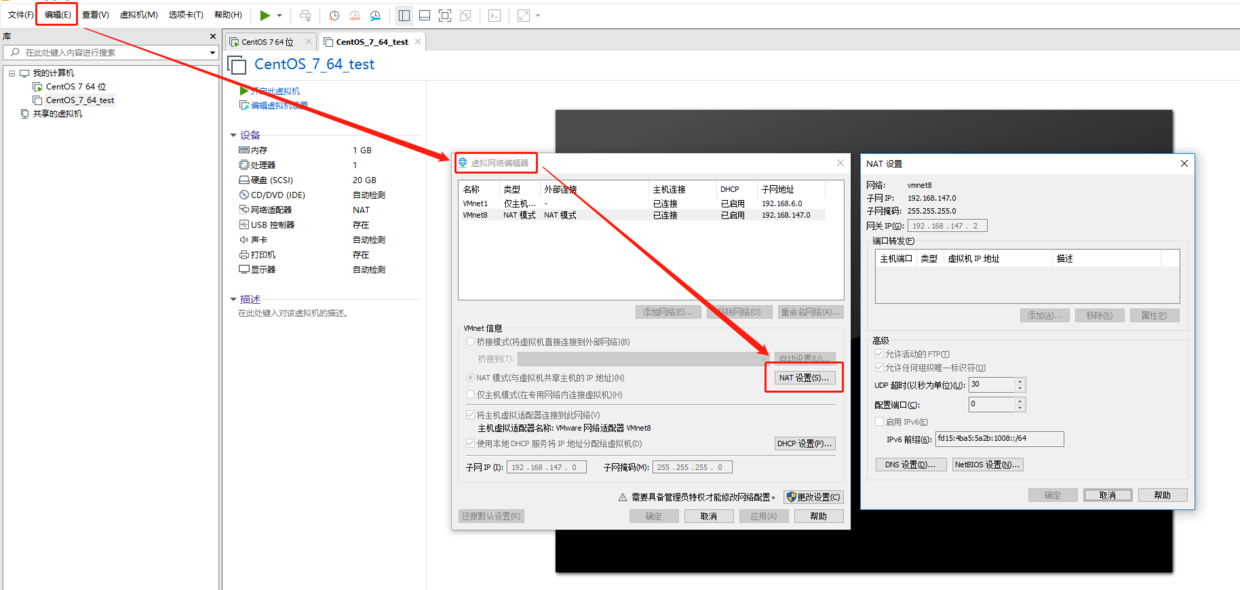 文件(F) 编辑(E) 查看(V) 虚拟机(M) 选项卡(T) 帮助(H)
库
在此处键入内容进行搜索
我的计算机
CentOS 7 64 位
CentOS_7_64_test
共享的虚拟机
CentOS 7 64 位
CentOS_7_64_test
CentOS_7_64_test
开启此虚拟机
编辑虚拟机设置
设备
内存 1 GB
处理器 1
硬盘 (SCSI) 20 GB
CD/DVD (IDE) 自动检测
网络适配器 NAT
USB 控制器 存在
声卡 自动检测
打印机 存在
显示器 自动检测
描述
在此处键入对该虚拟机的描述。
虚拟网络编辑器
名称 类型 外部连接 主机连接 DHCP 子网地址
VMnet1 仅主机... - 已连接 已启用 192.168.6.0
VMnet8 NAT 模式 NAT 模式 已连接 已启用 192.168.147.0
添加网络(E)... 移除网络(O) 重命名网络(A)...
VMnet 信息
桥接模式(将虚拟机直接连接到外部网络)(B)
桥接到(T): 自动设置(U)...
NAT 模式(与虚拟机共享主机的 IP 地址)(N) NAT 设置(S)...
仅主机模式(在专用网络内连接虚拟机)(H)
将主机虚拟适配器连接到此网络(V)
主机虚拟适配器名称: VMware 网络适配器 VMnet8
使用本地 DHCP 服务将 IP 地址分配给虚拟机(D) DHCP 设置(P)...
子网 IP (I): 192 . 168 . 147 . 0 子网掩码(M): 255 . 255 . 255 . 0
需要具备管理员特权才能修改网络配置。 更改设置(C)
还原默认设置(R) 确定 取消 应用(A) 帮助
NAT 设置
网络: vmnet8
子网 IP: 192.168.147.0
子网掩码: 255.255.255.0
网关 IP(G): 192 . 168 . 147 . 2
端口转发(F)
主机端口 类型 虚拟机 IP 地址 描述
添加(A)... 移除(R) 属性(P)
高级
允许活动的 FTP(T)
允许任何组织唯一标识符(O)
UDP 超时(以秒为单位)(U): 30
配置端口(C): 0
启用 IPv6(E)
IPv6 前缀(6): fd15:4ba5:5a2b:1008::/64
DNS 设置(D)... NetBIOS 设置(N)...
确定 取消 帮助